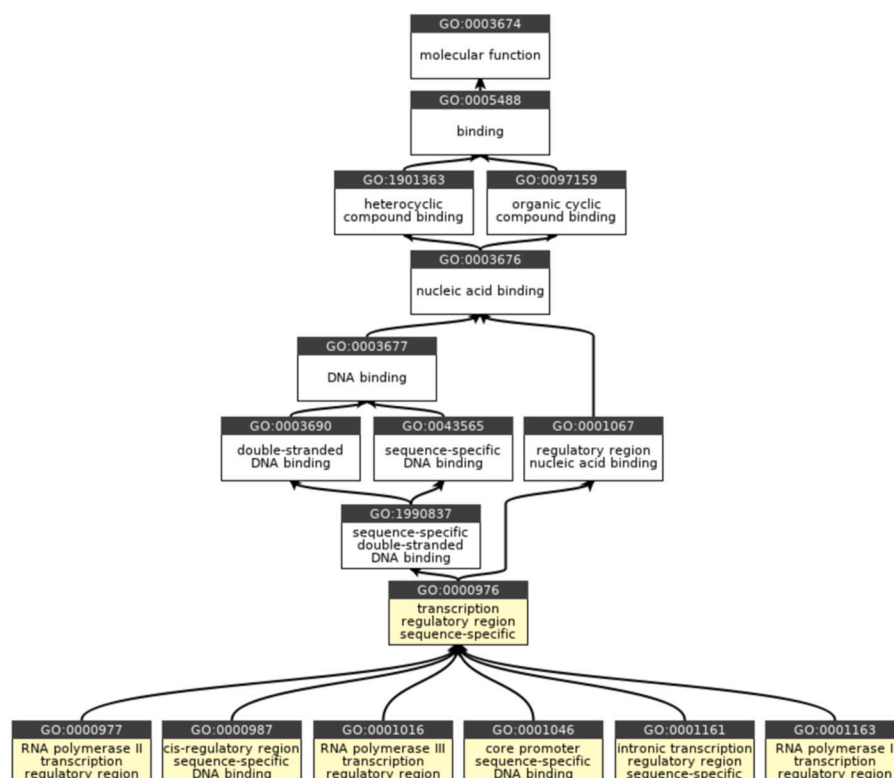 GO:0003674
molecular function
GO:0005488
binding
GO:1901363
heterocyclic
compound binding
GO:0097159
organic cyclic
compound binding
GO:0003676
nucleic acid binding
GO:0003677
DNA binding
GO:0003690
double-stranded
DNA binding
GO:0043565
sequence-specific
DNA binding
GO:0001067
regulatory region
nucleic acid binding
GO:1990837
sequence-specific
double-stranded
DNA binding
GO:0000976
transcription
regulatory region
sequence-specific
GO:0000977
RNA polymerase II
transcription
regulatory region
GO:0000987
cis-regulatory region
sequence-specific
DNA binding
GO:0001016
RNA polymerase III
transcription
regulatory region
GO:0001046
core promoter
sequence-specific
DNA binding
GO:0001161
intronic transcription
regulatory region
sequence-specific
GO:0001163
RNA polymerase I
transcription
regulatory region